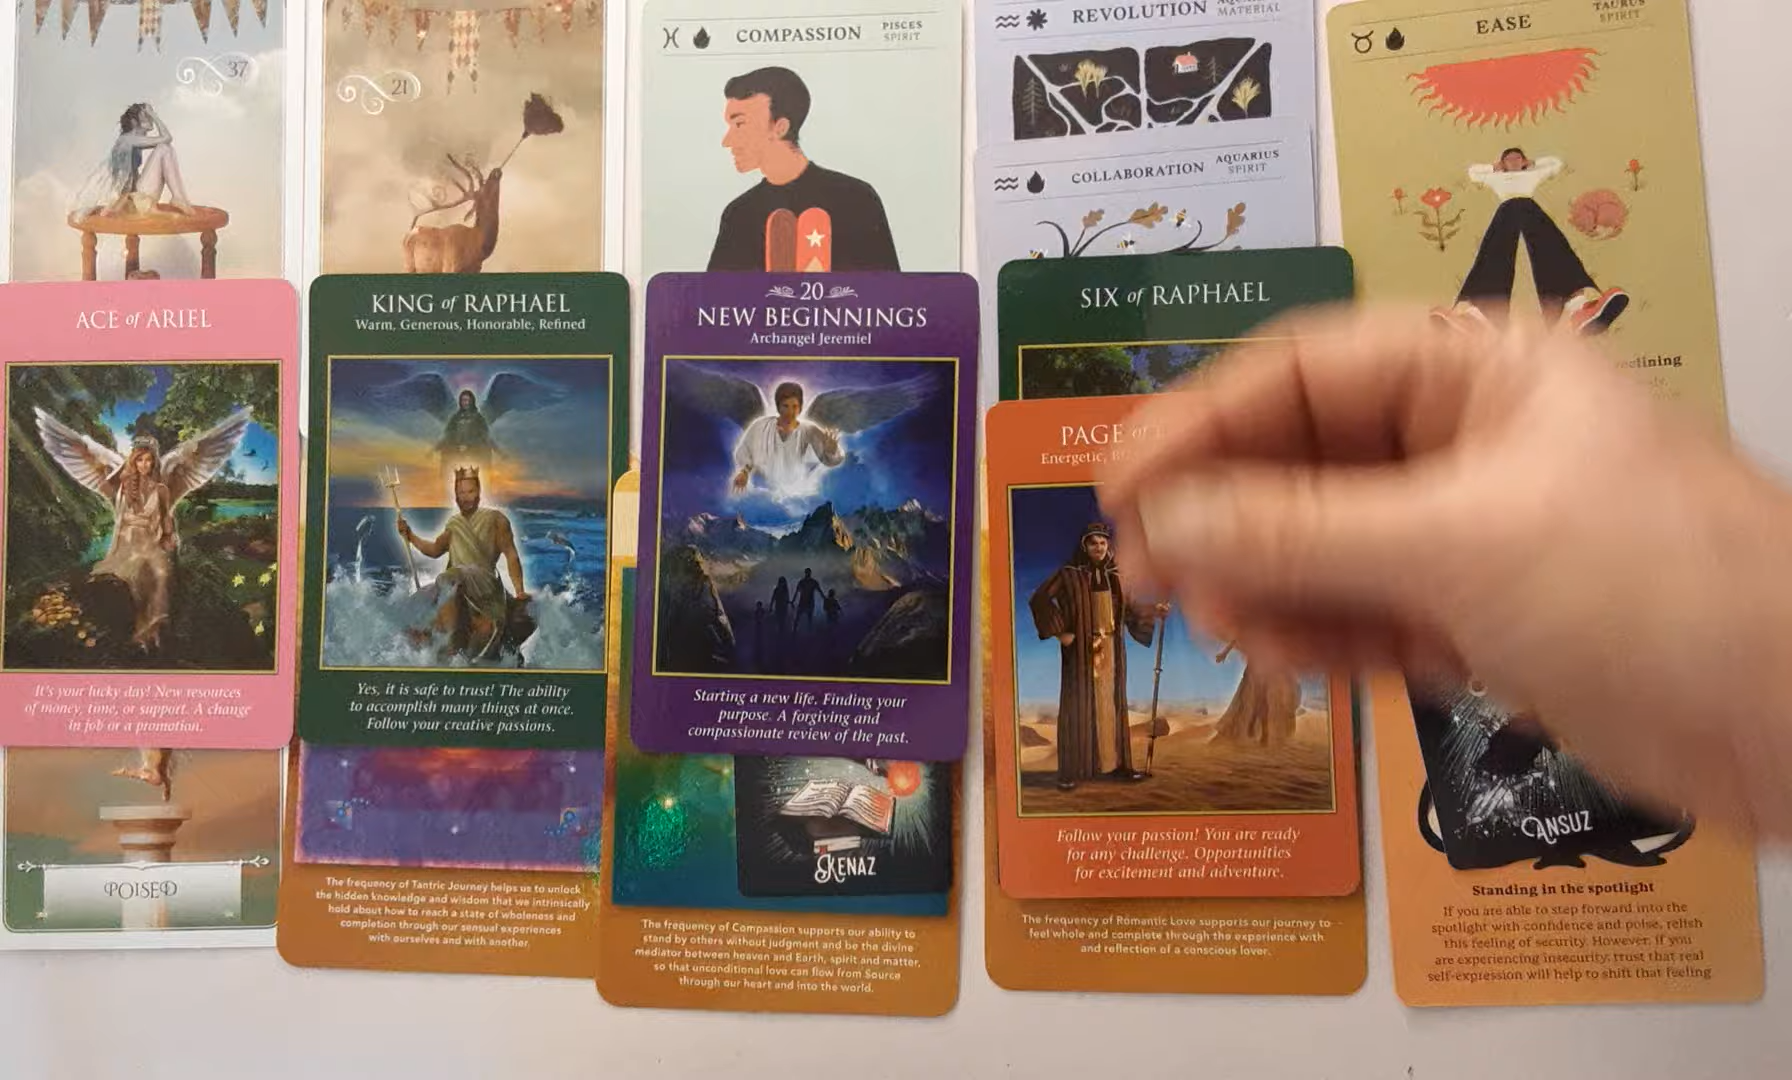 37
21
COMPASSION
PISCES
SPIRIT
REVOLUTION
MATERIAL
COLLABORATION
AQUARIUS
SPIRIT
EASE
TAURUS
SPIRIT
ACE of ARIEL
It's your lucky day! New resources
of money, time, or support. A change
in job or a promotion.
POISED
KING of RAPHAEL
Warm, Generous, Honorable, Refined
Yes, it is safe to trust! The ability
to accomplish many things at once.
Follow your creative passions.
The frequency of Tantric Journey helps us to unlock
the hidden knowledge and wisdom that we intrinsically
hold about how to reach a state of wholeness and
completion through our sensual experiences
with ourselves and with another.
20
NEW BEGINNINGS
Archangel Jeremiel
Starting a new life. Finding your
purpose. A forgiving and
compassionate review of the past.
KENAZ
The frequency of Compassion supports our ability to
stand by others without judgment and be the divine
mediator between heaven and Earth, spirit and matter,
so that unconditional love can flow from Source
through our heart and into the world.
SIX of RAPHAEL
PAGE of
Energetic,
Follow your passion! You are ready
for any challenge. Opportunities
for excitement and adventure.
The frequency of Romantic Love supports our journey to
feel whole and complete through the experience with
and reflection of a conscious lover.
ANSUZ
Standing in the spotlight
If you are able to step forward into the
spotlight with confidence and poise, relish
this feeling of security. However, if you
are experiencing insecurity, trust that real
self-expression will help to shift that feeling